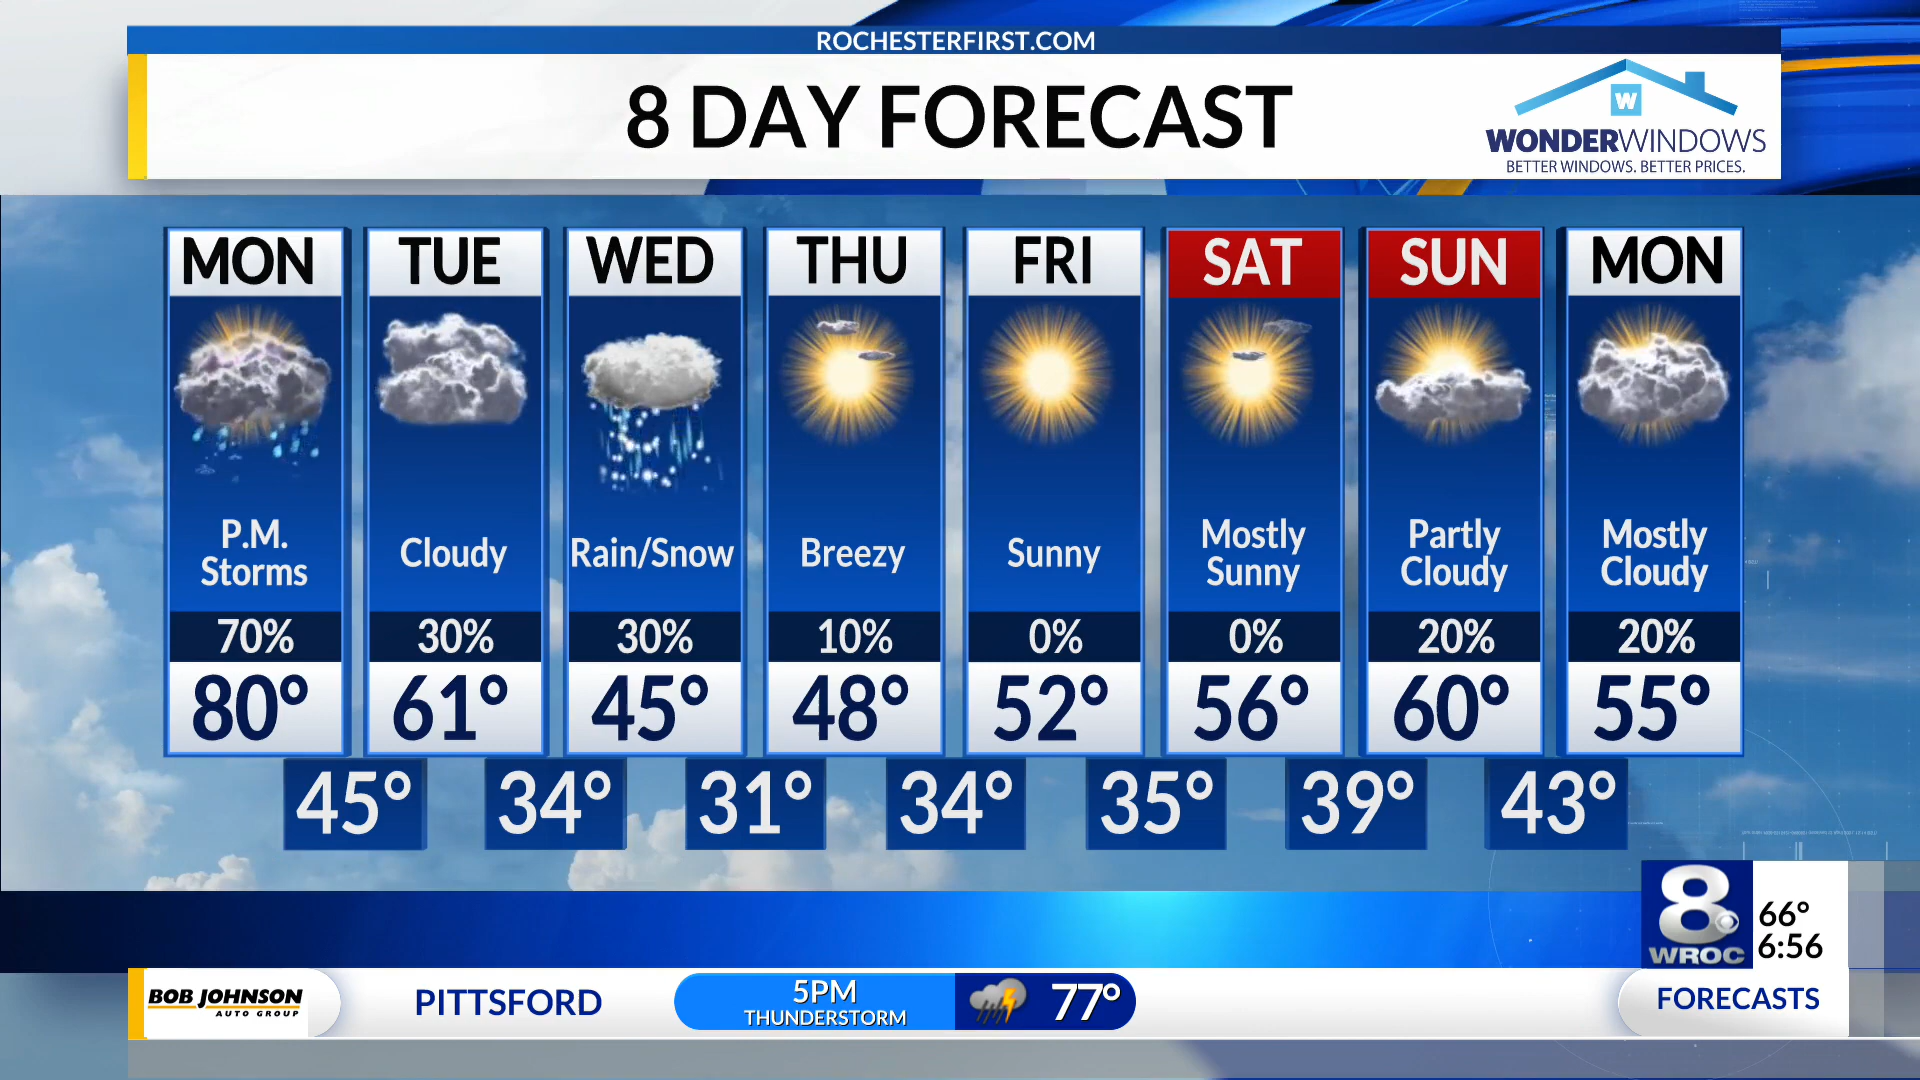 ROCHESTERFIRST.COM
8 DAY FORECAST
W
WONDERWINDOWS
BETTER WINDOWS. BETTER PRICES.
MON
P.M.
Storms
70%
80°
TUE
Cloudy
30%
61°
WED
Rain/Snow
30%
45°
THU
Breezy
10%
48°
FRI
Sunny
0%
52°
SAT
Mostly
Sunny
0%
56°
SUN
Partly
Cloudy
20%
60°
MON
Mostly
Cloudy
20%
55°
45°
34°
31°
34°
35°
39°
43°
8
WROC
66°
6:56
BOB JOHNSON
AUTO GROUP
PITTSFORD
5PM
THUNDERSTORM
77°
FORECASTS